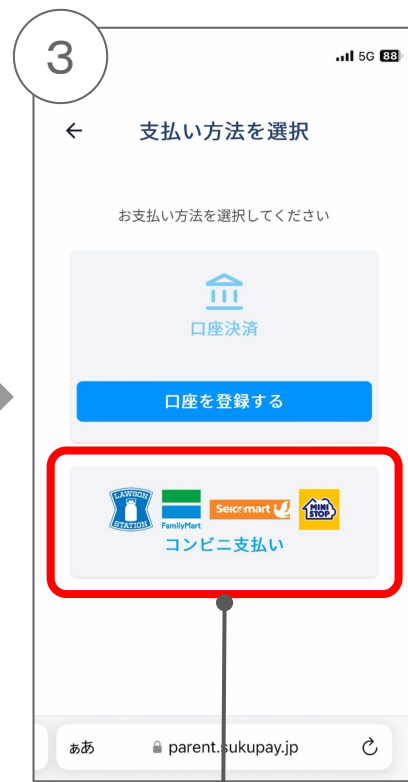 3
5G 88
支払い方法を選択
お支払い方法を選択してください
口座決済
口座を登録する
LAWSON
STATION
FamilyMart
Seicomart
MINI
STOP
コンビニ支払い
ぁあ
parent.sukupay.jp